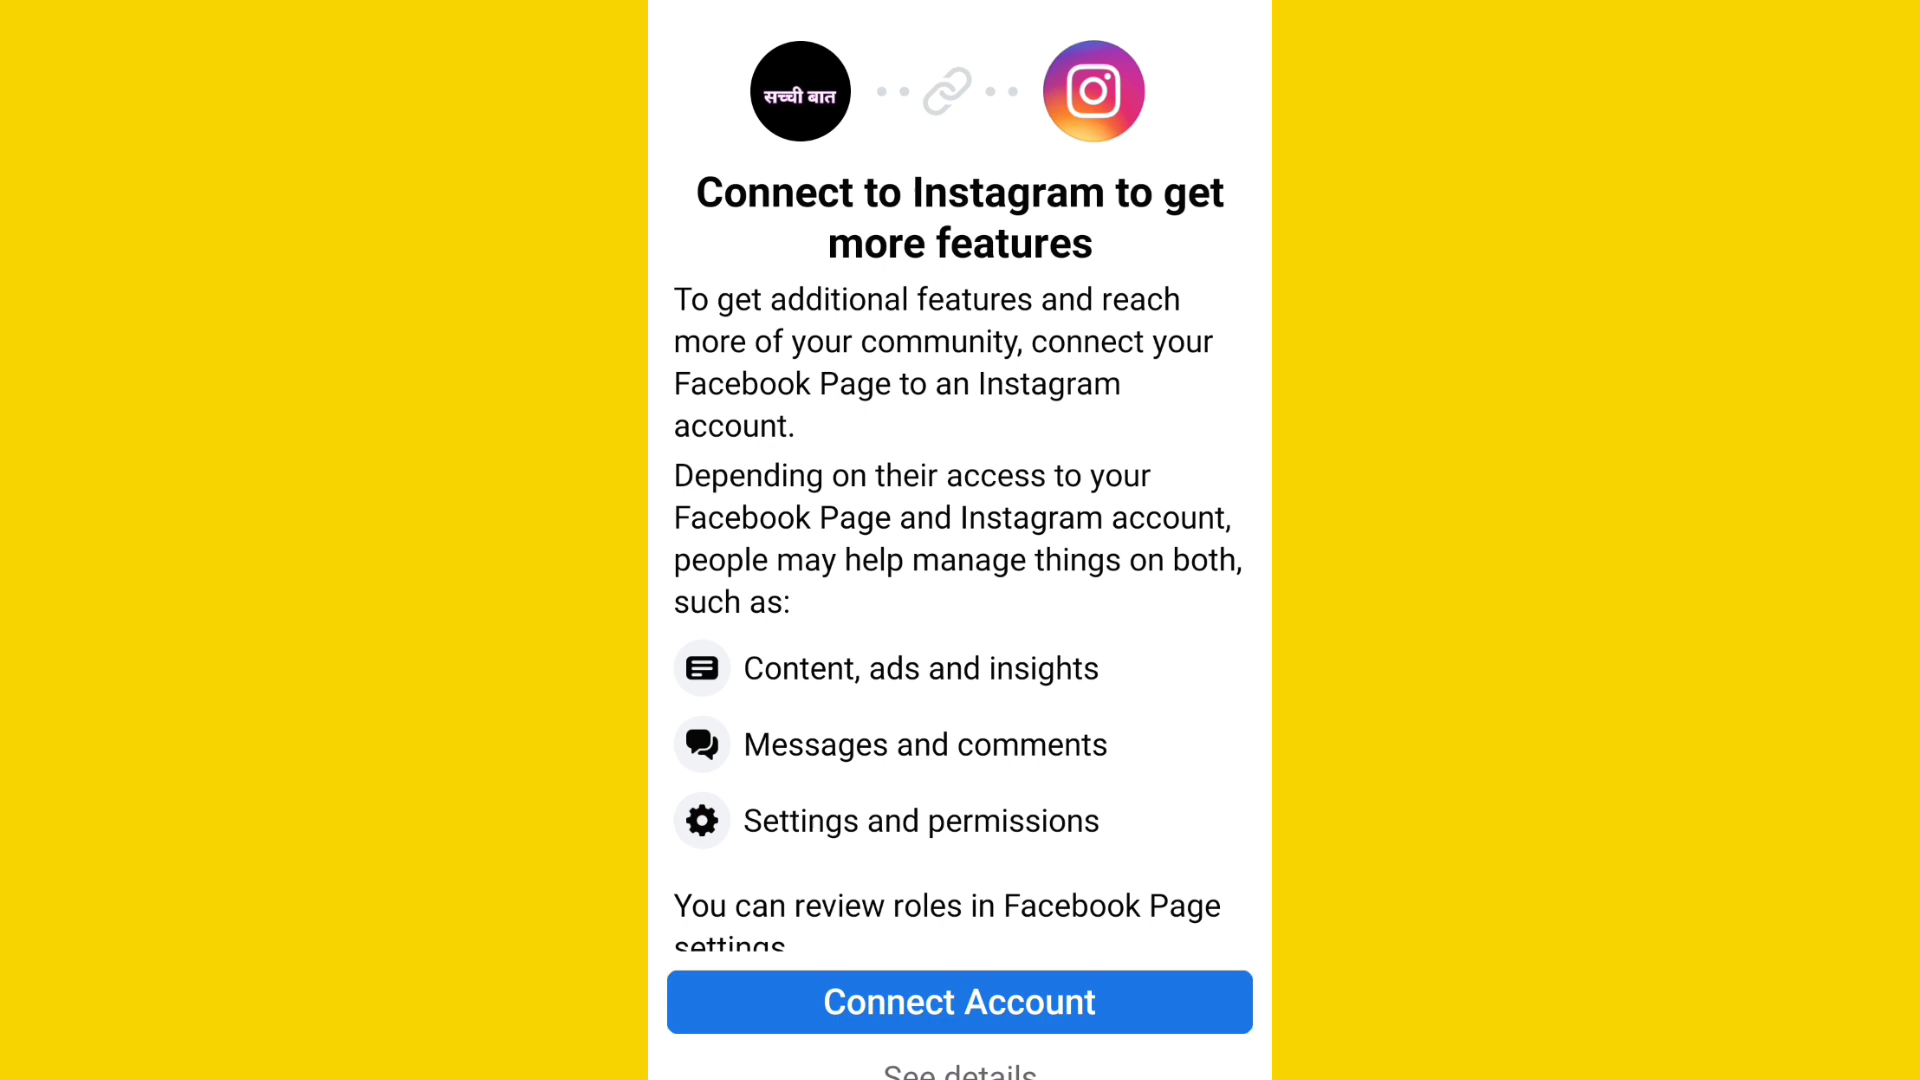 सच्ची बात
Connect to Instagram to get
more features
To get additional features and reach
more of your community, connect your
Facebook Page to an Instagram
account.
Depending on their access to your
Facebook Page and Instagram account,
people may help manage things on both,
such as:
Content, ads and insights
Messages and comments
Settings and permissions
You can review roles in Facebook Page
settings
Connect Account
See details